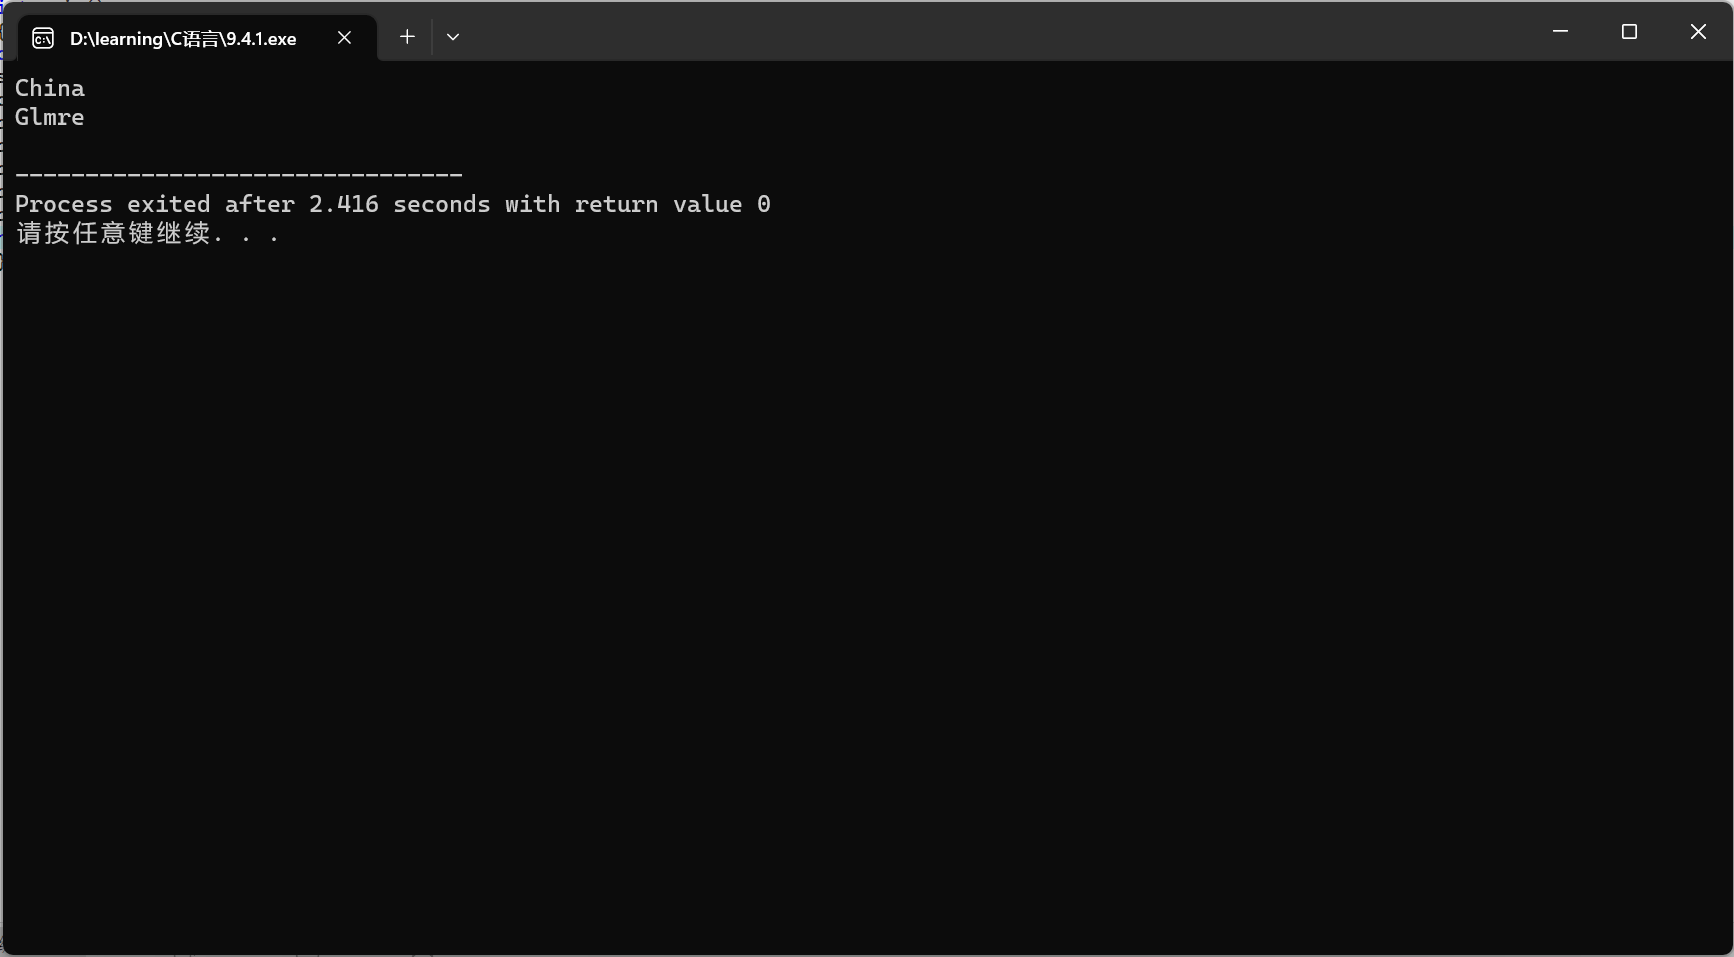 D:\learning\C语言\9.4.1.exe
China
Glmre
--------------------------------
Process exited after 2.416 seconds with return value 0
请按任意键继续. . .